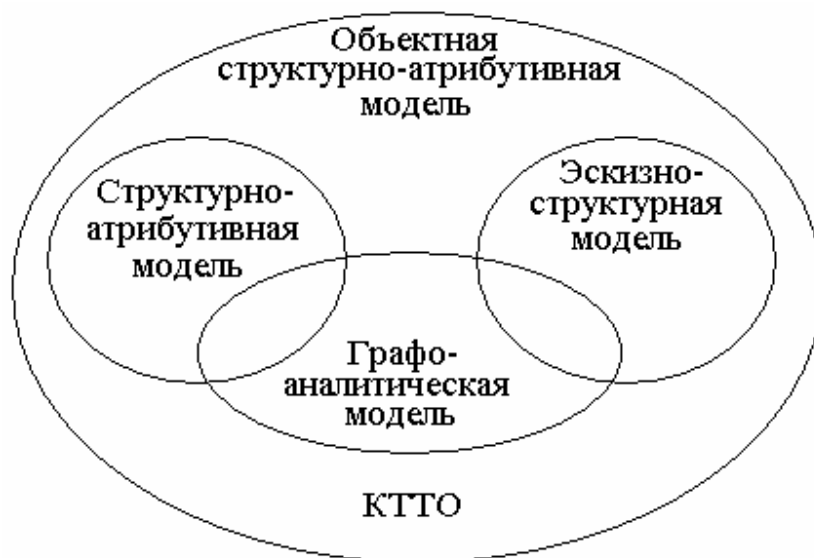 Объектная
структурно-атрибутивная
модель
Структурно-
атрибутивная
модель
Эскизно-
структурная
модель
Графо-
аналитическая
модель
КТТО